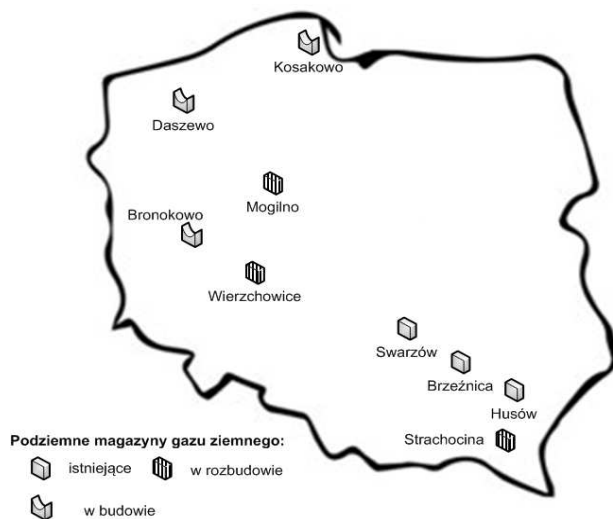 Kosakowo
Daszewo
Mogilno
Bronokowo
Wierzchowice
Swarzów
Brzeźnica
Husów
Strachocina
Podziemne magazyny gazu ziemnego:
istniejące w rozbudowie
w budowie